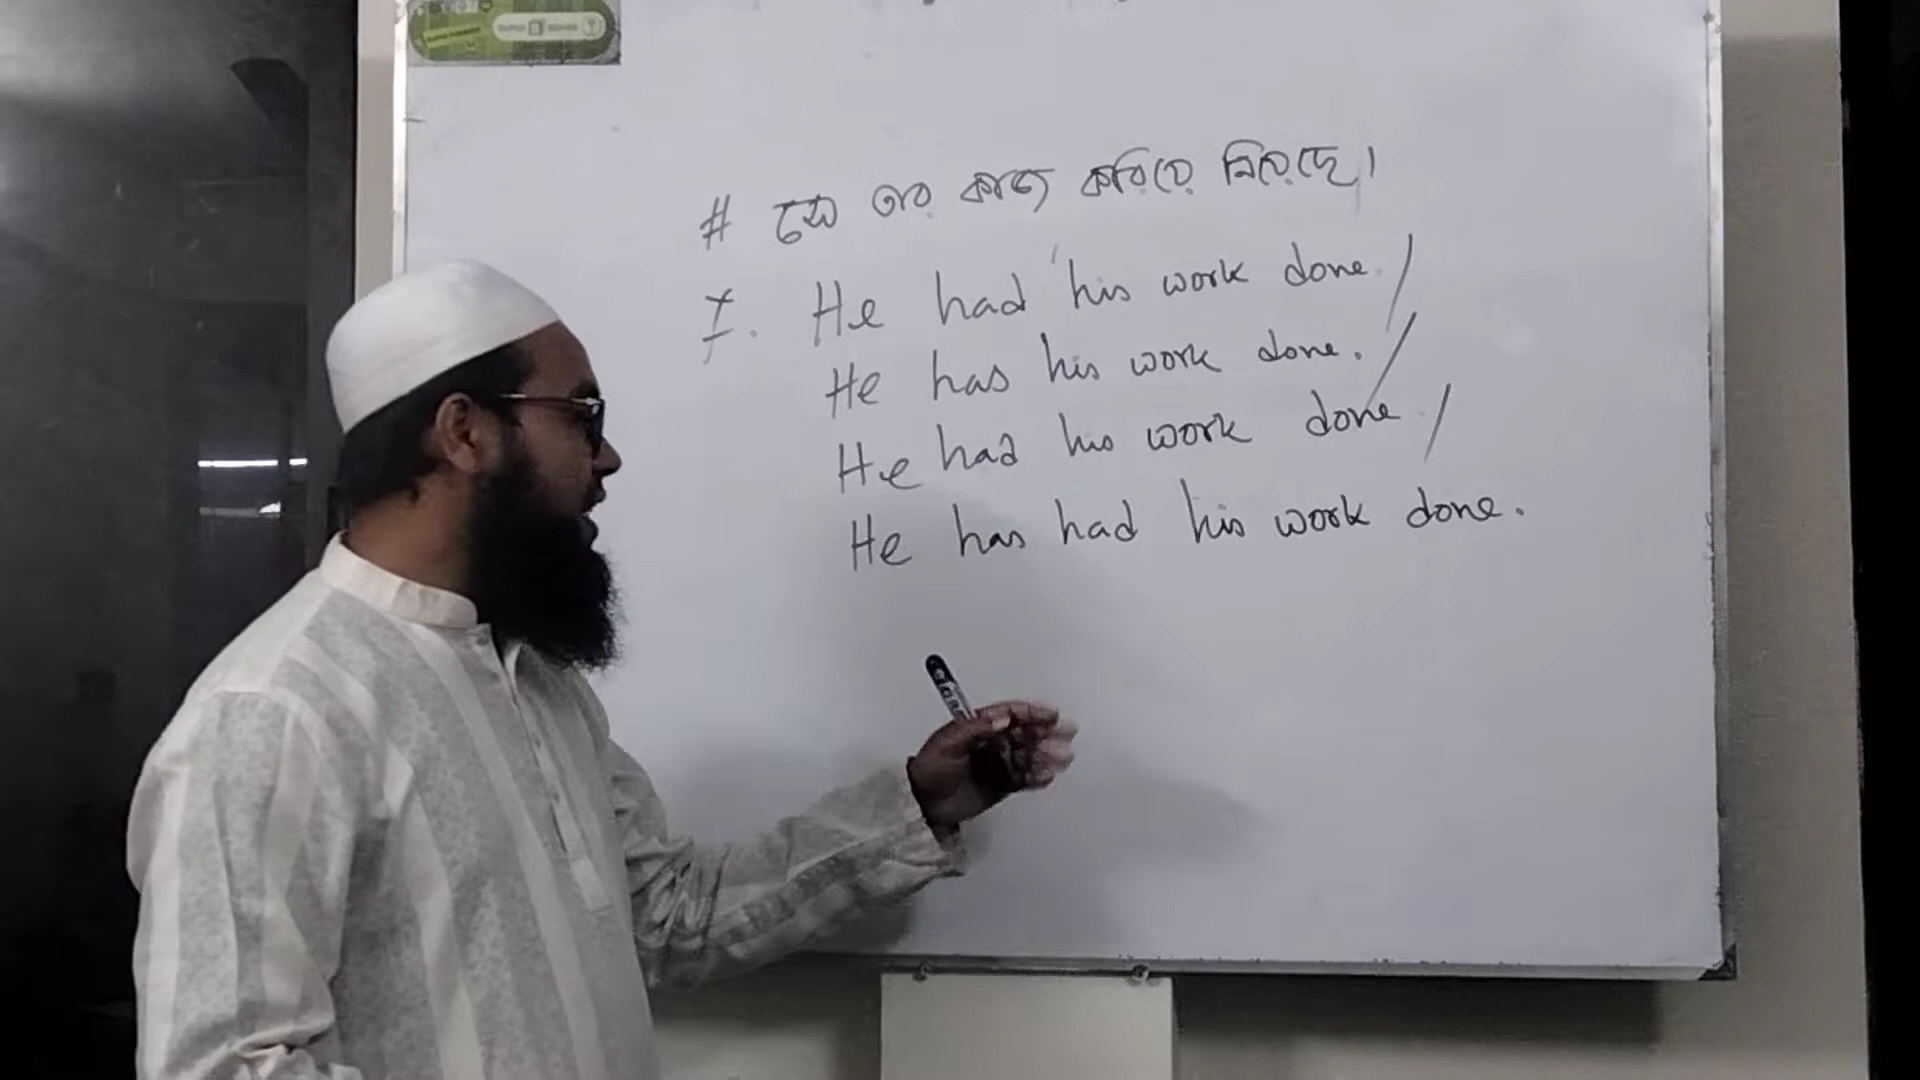 # সে তার কাজ করিয়ে নিয়েছে।
I. He had his work done. /
He has his work done. /
He had his work done /
He has had his work done.